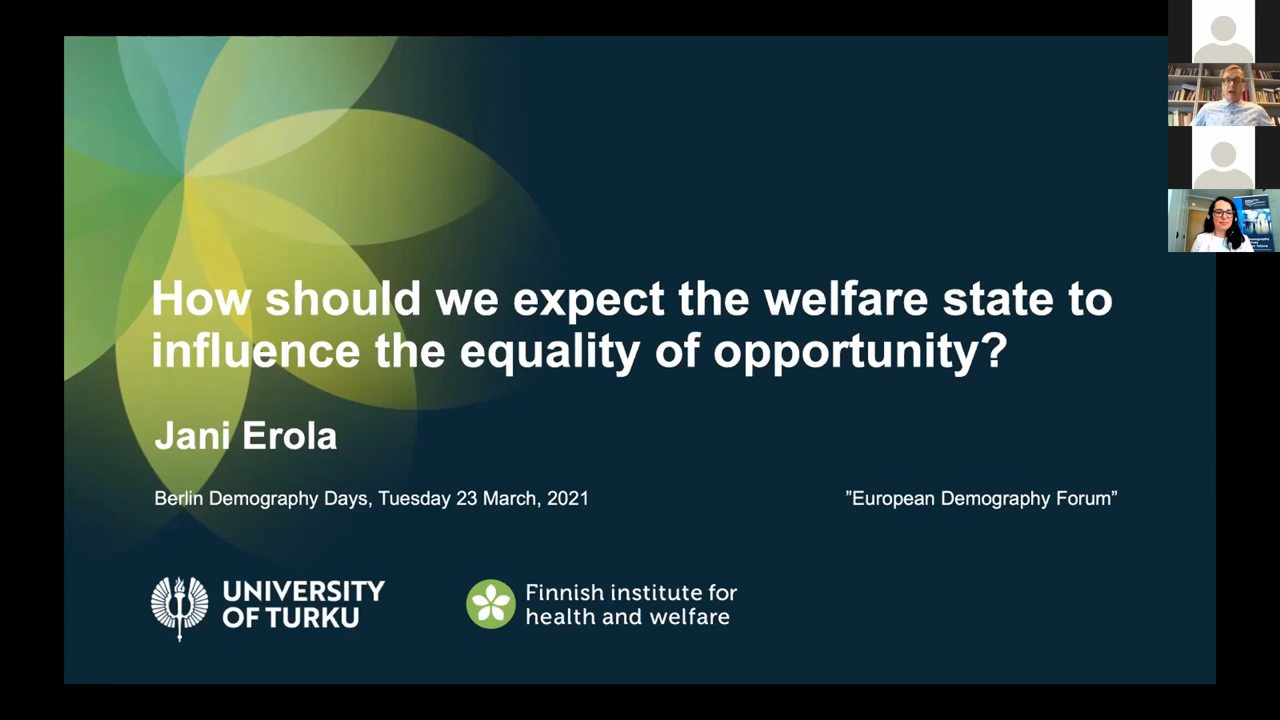 How should we expect the welfare state to
influence the equality of opportunity?
Jani Erola
Berlin Demography Days, Tuesday 23 March, 2021
”European Demography Forum”
UNIVERSITY
OF TURKU
Finnish institute for
health and welfare